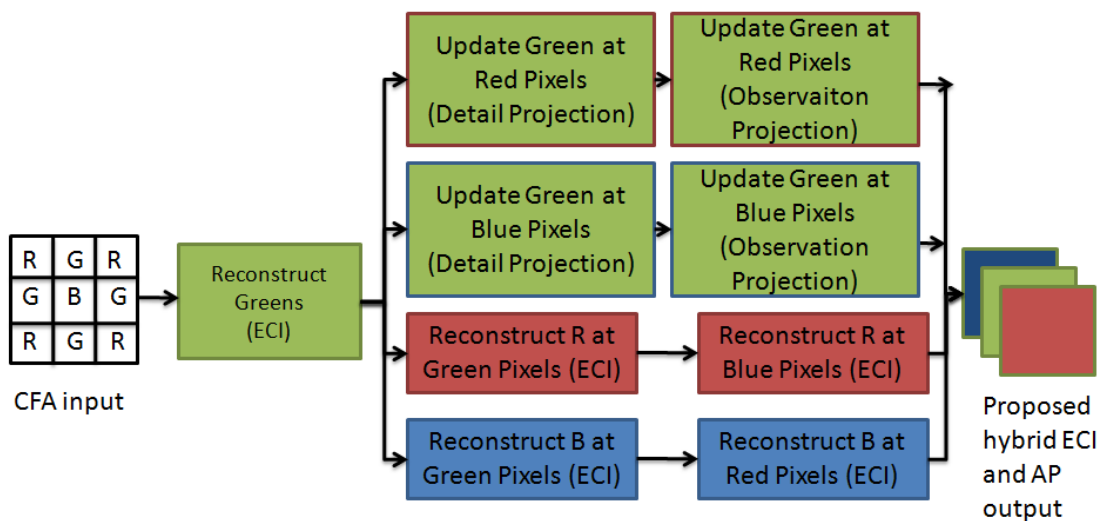 Update Green at
Red Pixels
(Detail Projection)
Update Green at
Red Pixels
(Observaiton
Projection)
Update Green at
Blue Pixels
(Detail Projection)
Update Green at
Blue Pixels
(Observation
Projection)
R G R
G B G
R G R
CFA input
Reconstruct
Greens
(ECI)
Reconstruct R at
Green Pixels (ECI)
Reconstruct R at
Blue Pixels (ECI)
Reconstruct B at
Green Pixels (ECI)
Reconstruct B at
Red Pixels (ECI)
Proposed
hybrid ECI
and AP
output